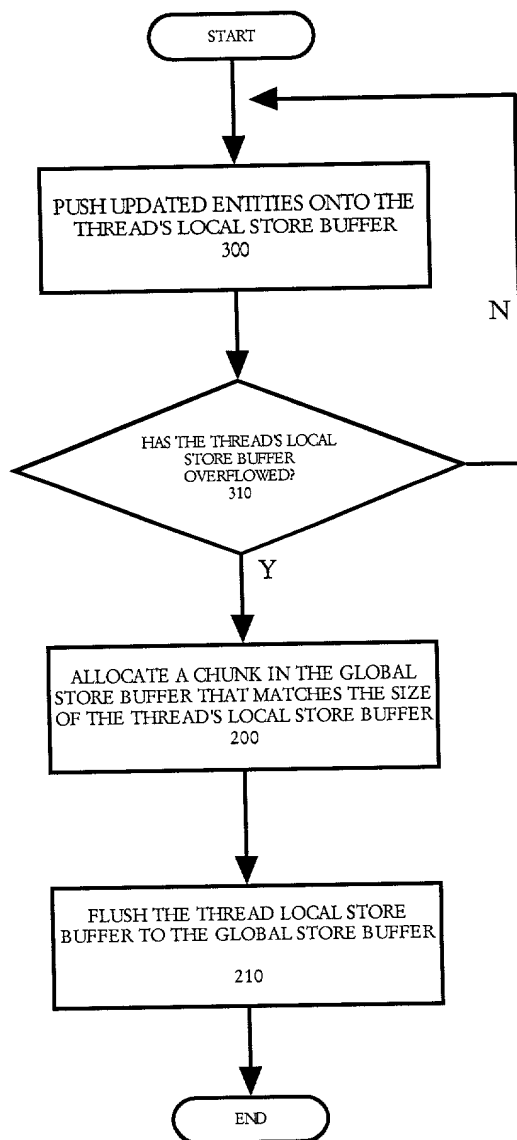 START
PUSH UPDATED ENTITIES ONTO THE
THREAD'S LOCAL STORE BUFFER
300
N
HAS THE THREAD'S LOCAL
STORE BUFFER
OVERFLOWED?
310
Y
ALLOCATE A CHUNK IN THE GLOBAL
STORE BUFFER THAT MATCHES THE SIZE
OF THE THREAD'S LOCAL STORE BUFFER
200
FLUSH THE THREAD LOCAL STORE
BUFFER TO THE GLOBAL STORE BUFFER
210
END